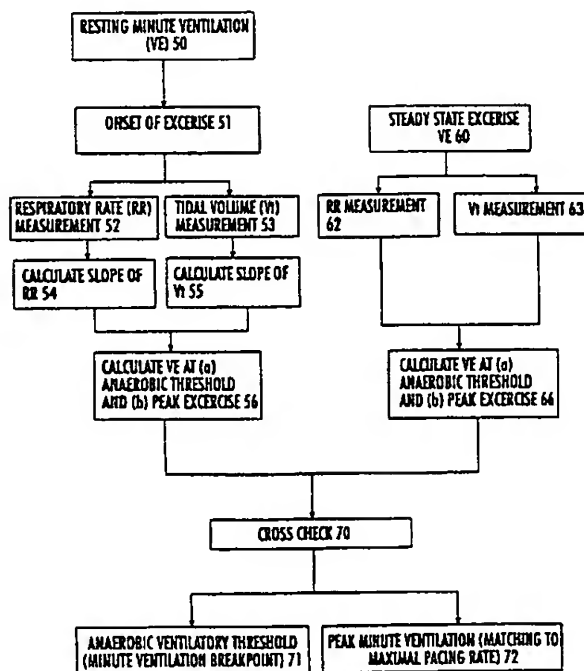 RESTING MINUTE VENTILATION
(VE) 50
ONSET OF EXCERISE 51
STEADY STATE EXCERISE
VE 60
RESPIRATORY RATE (RR)
MEASUREMENT 52
TIDAL VOLUME (Vt)
MEASUREMENT 53
RR MEASUREMENT
62
Vt MEASUREMENT 63
CALCULATE SLOPE OF
RR 54
CALCULATE SLOPE OF
Vt 55
CALCULATE VE AT (a)
ANAEROBIC THRESHOLD
AND (b) PEAK EXCERCISE 56
CALCULATE VE AT (a)
ANAEROBIC THRESHOLD
AND (b) PEAK EXCERCISE 66
CROSS CHECK 70
ANAEROBIC VENTILATORY THRESHOLD
(MINUTE VENTILATION BREAKPOINT) 71
PEAK MINUTE VENTILATION (MATCHING TO
MAXIMAL PACING RATE) 72